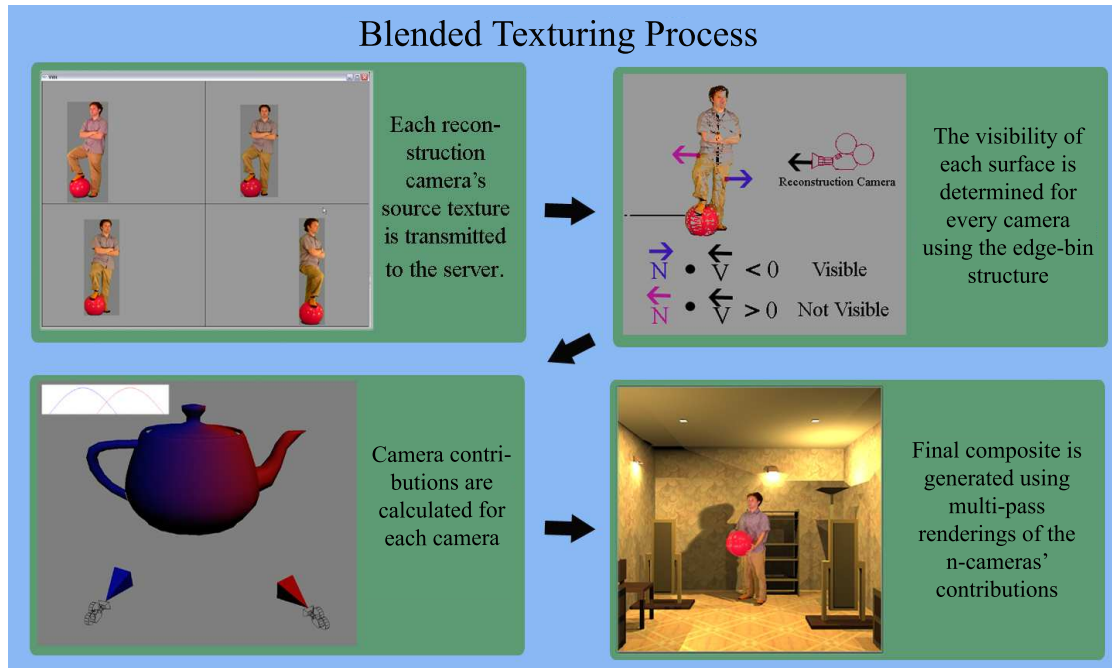 Blended Texturing Process
Each recon-
struction
camera's
source texture
is transmitted
to the server.
Reconstruction Camera
N • V < 0 Visible
N • V > 0 Not Visible
The visibility of
each surface is
determined for
every camera
using the edge-bin
structure
Camera contri-
butions are
calculated for
each camera
Final composite is
generated using
multi-pass
renderings of the
n-cameras'
contributions